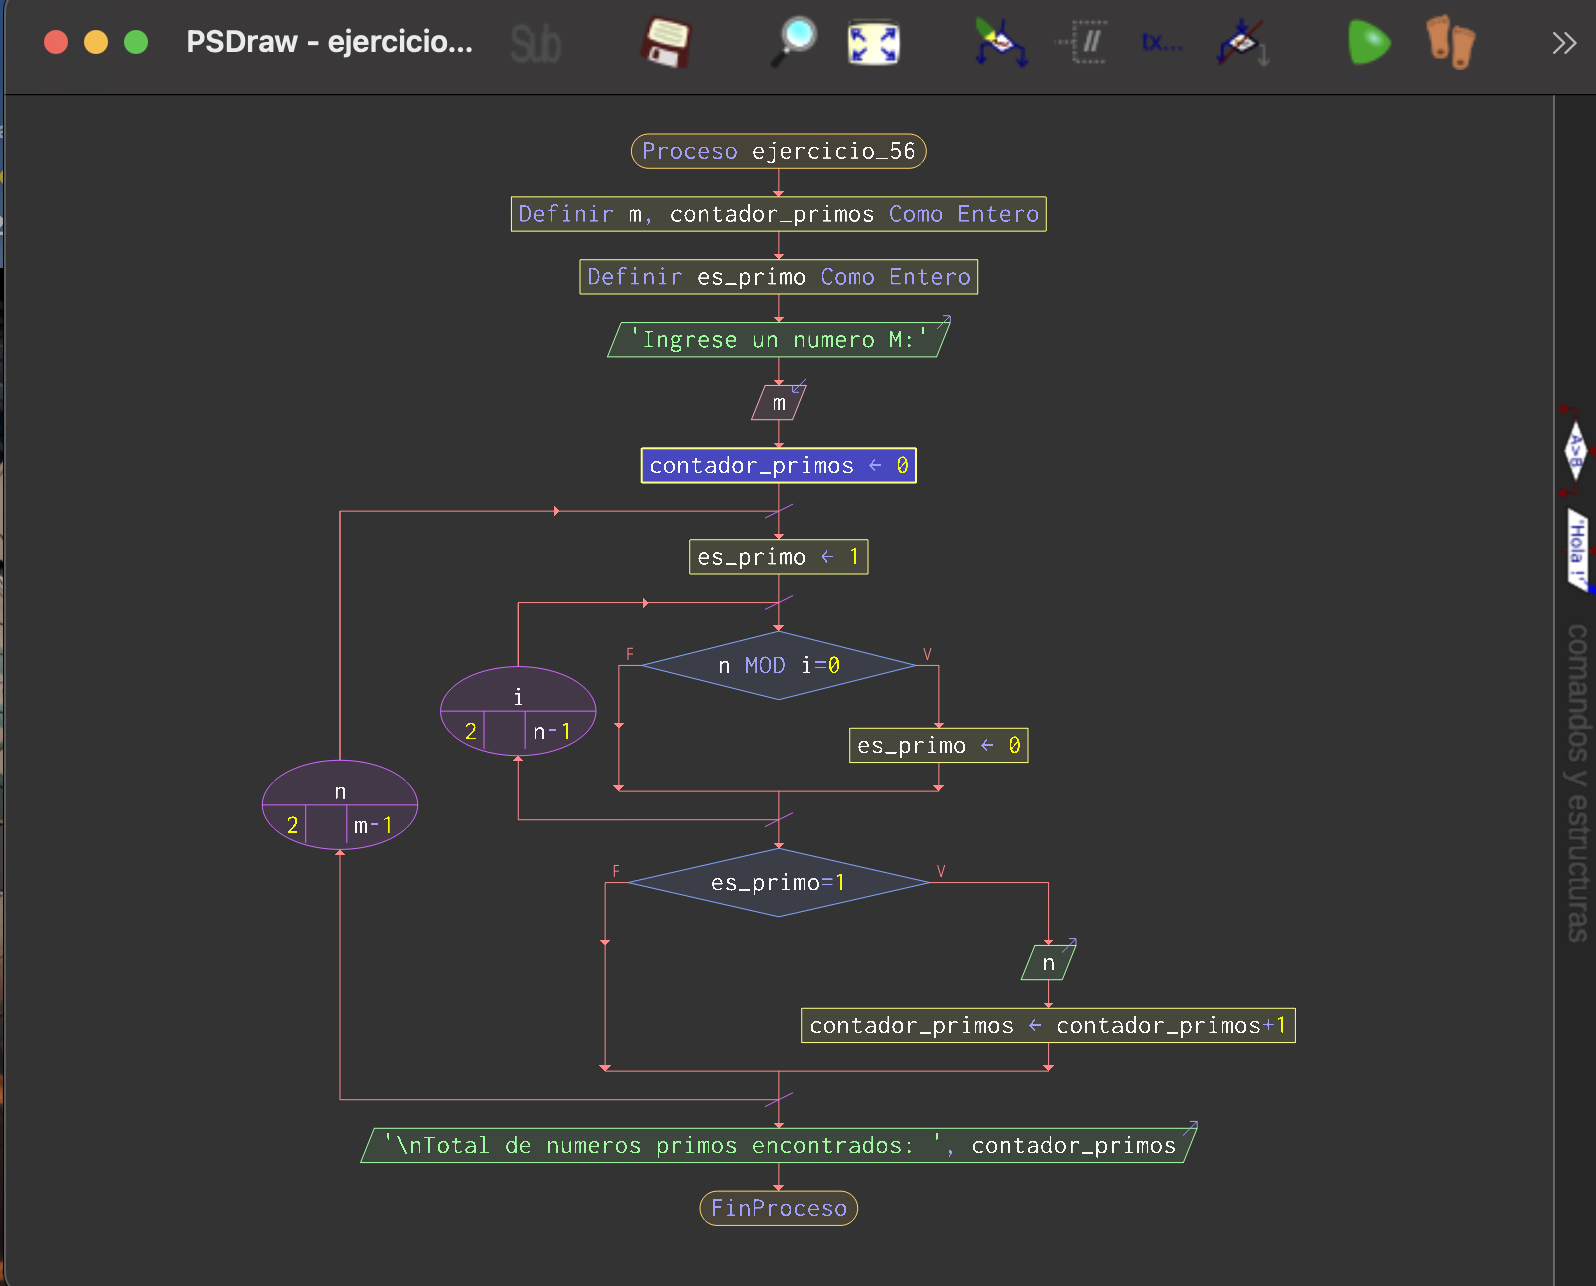 PSDraw - ejercicio...
Sub
//
tx...
Proceso ejercicio_56
Definir m, contador_primos Como Entero
Definir es_primo Como Entero
'Ingrese un numero M:'
m
contador_primos ← 0
es_primo ← 1
F
n MOD i=0
V
i
2
n-1
es_primo ← 0
n
2
m-1
F
es_primo=1
V
n
contador_primos ← contador_primos+1
'\nTotal de numeros primos encontrados: ', contador_primos
FinProceso
A>B
'Hola !'
comandos y estructuras